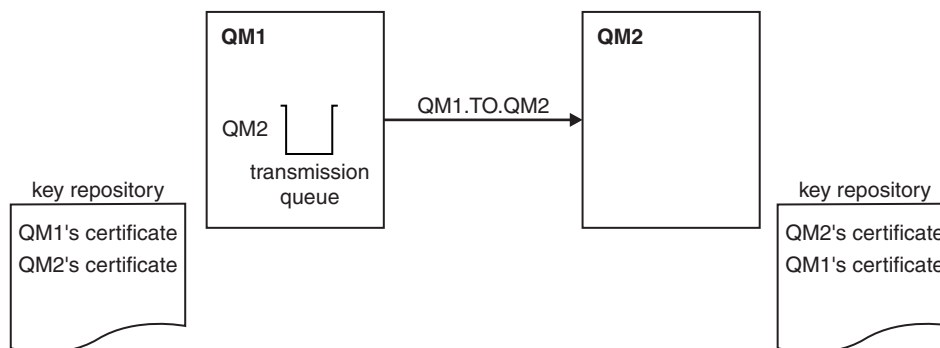 QM1
QM2
QM1.TO.QM2
QM2
transmission
queue
key repository
QM1's certificate
QM2's certificate
key repository
QM2's certificate
QM1's certificate